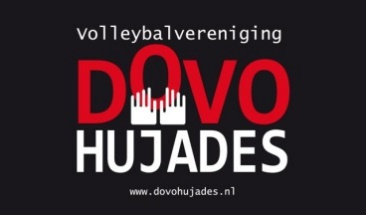 Volleybalvereniging
DOVO
HUJADES
www.dovohujades.nl